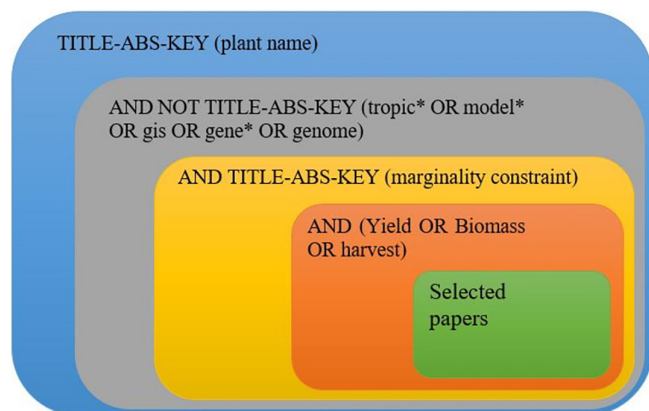 TITLE-ABS-KEY (plant name)
AND NOT TITLE-ABS-KEY (tropic* OR model*
OR gis OR gene* OR genome)
AND TITLE-ABS-KEY (marginality constraint)
AND (Yield OR Biomass
OR harvest)
Selected
papers